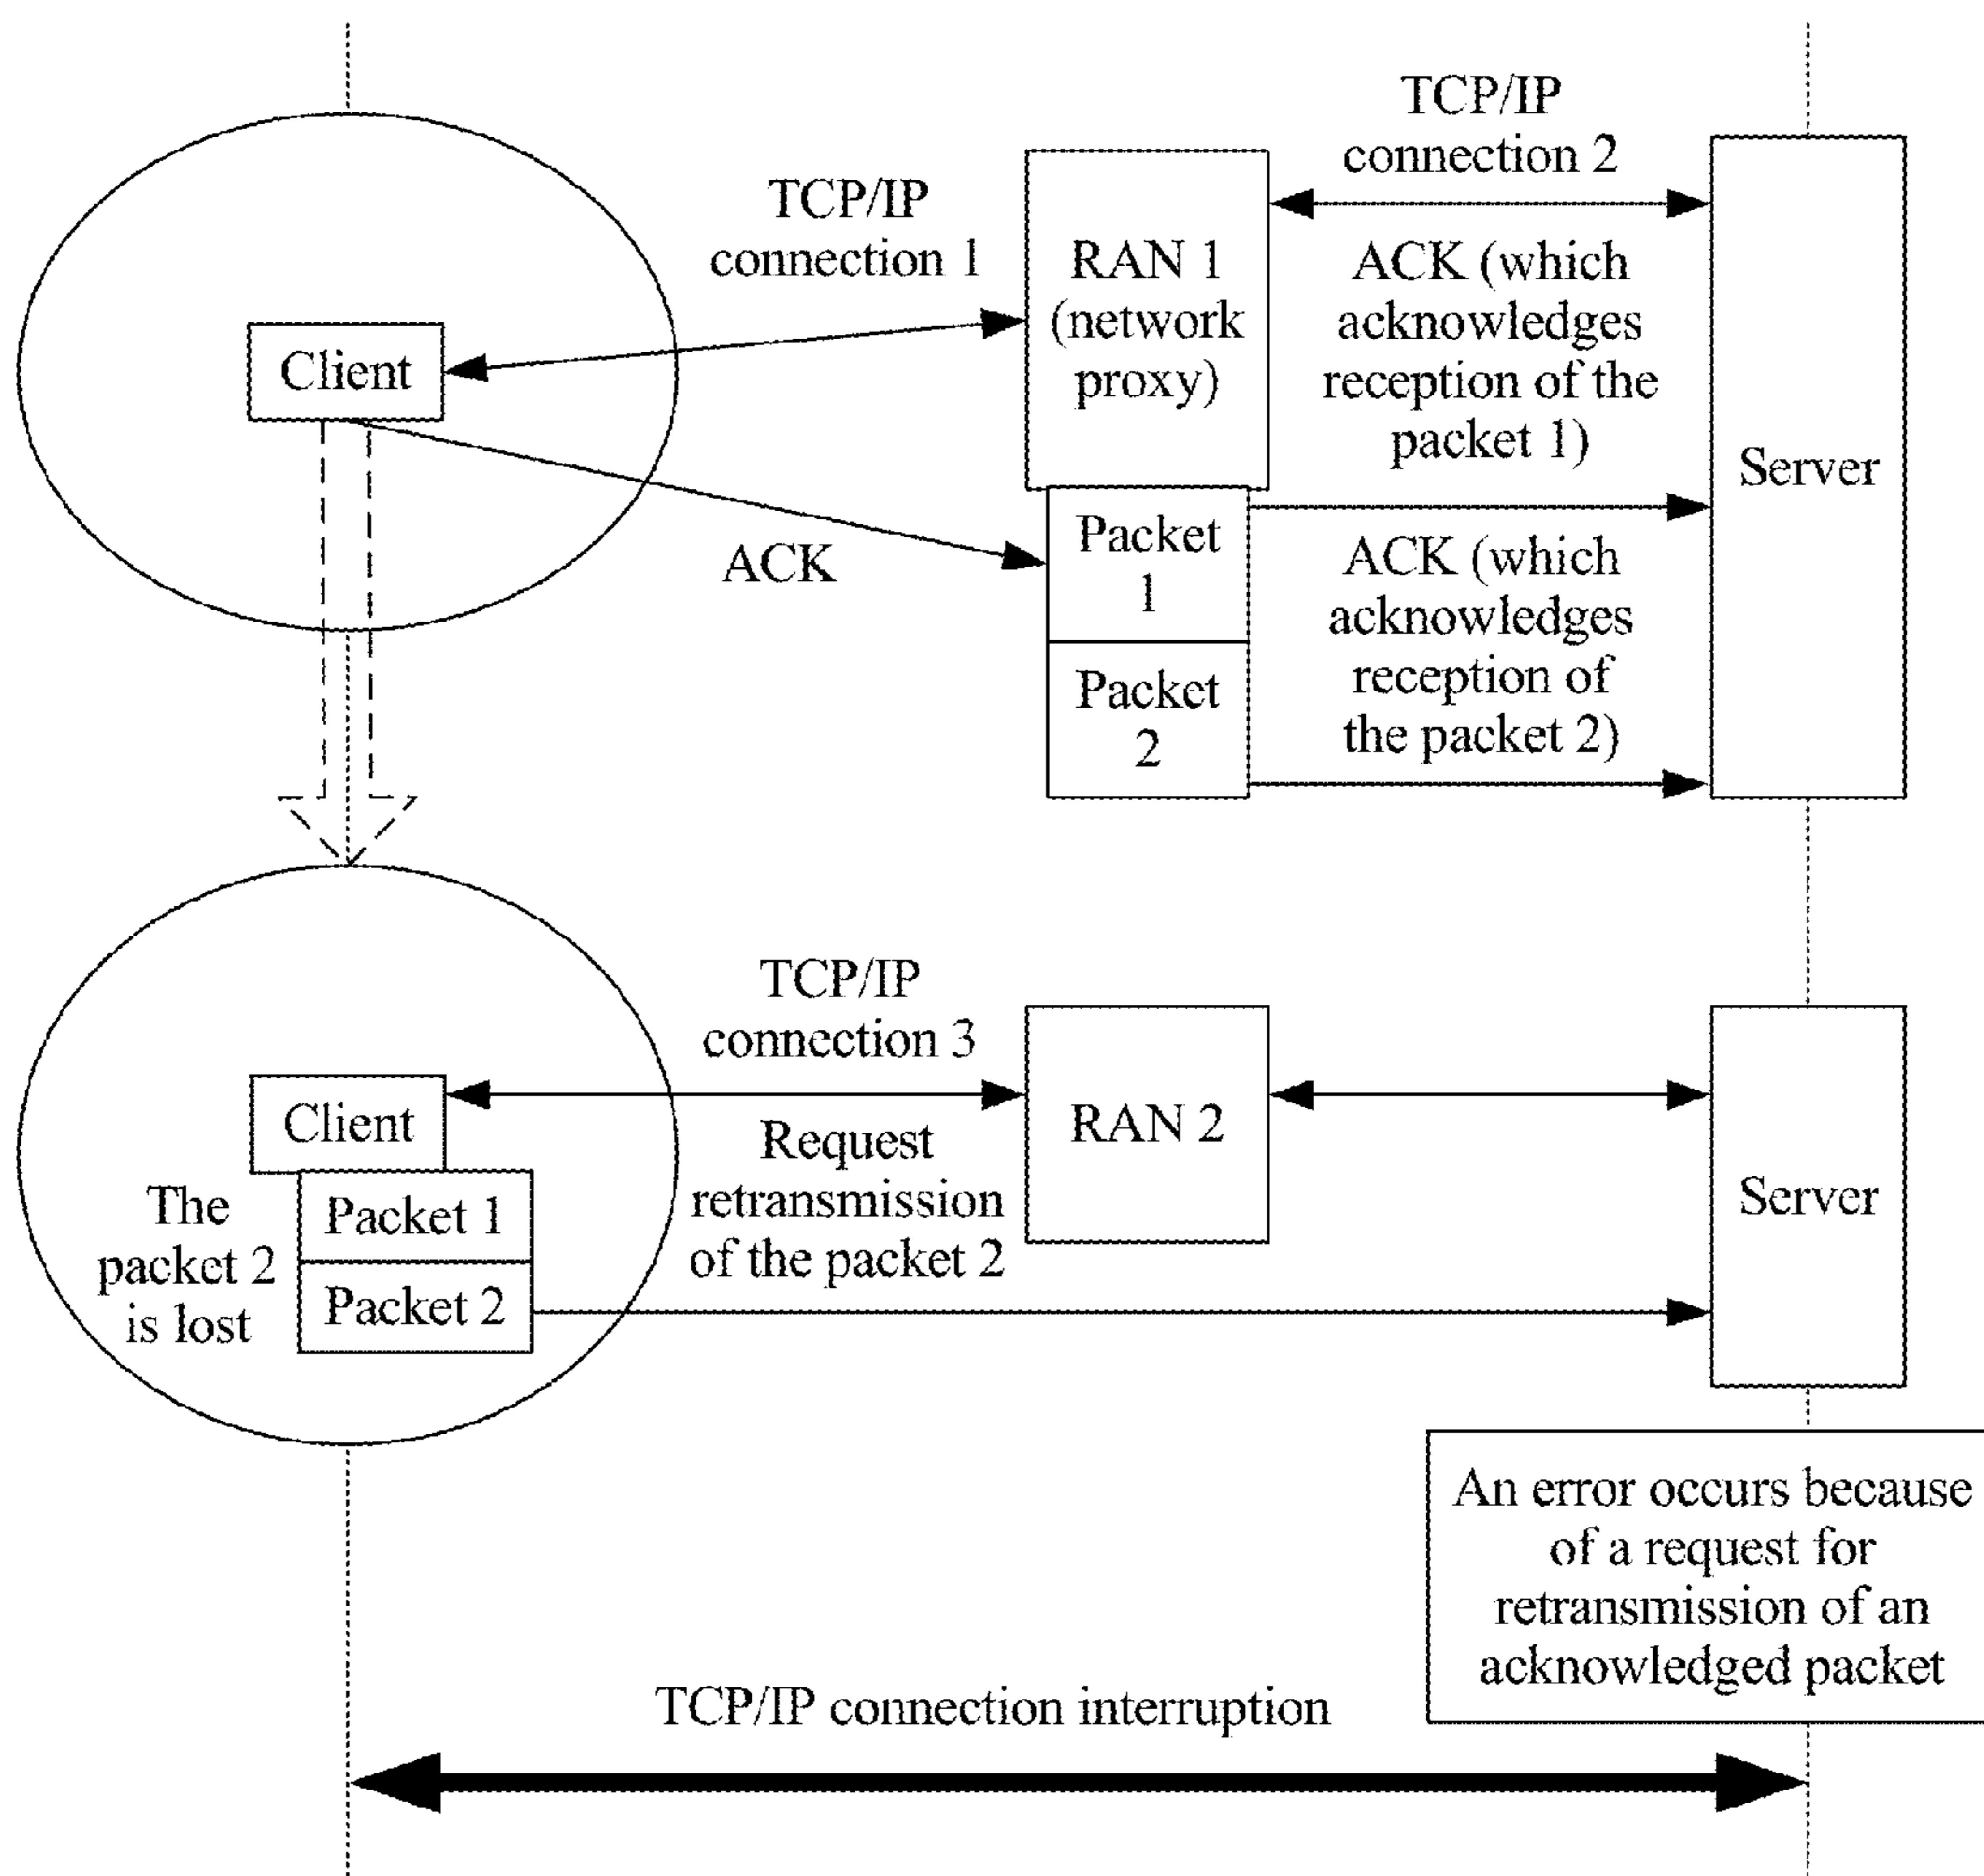 TCP/IP
connection 2
TCP/IP
connection 1
RAN 1
(network
proxy)
ACK (which
acknowledges
reception of the
packet 1)
Client
Server
ACK
Packet
1
ACK (which
acknowledges
reception of
the packet 2)
Packet
2
TCP/IP
connection 3
Client
RAN 2
Request
retransmission
of the packet 2
Server
The
packet 2
is lost
Packet 1
Packet 2
An error occurs because
of a request for
retransmission of an
acknowledged packet
TCP/IP connection interruption